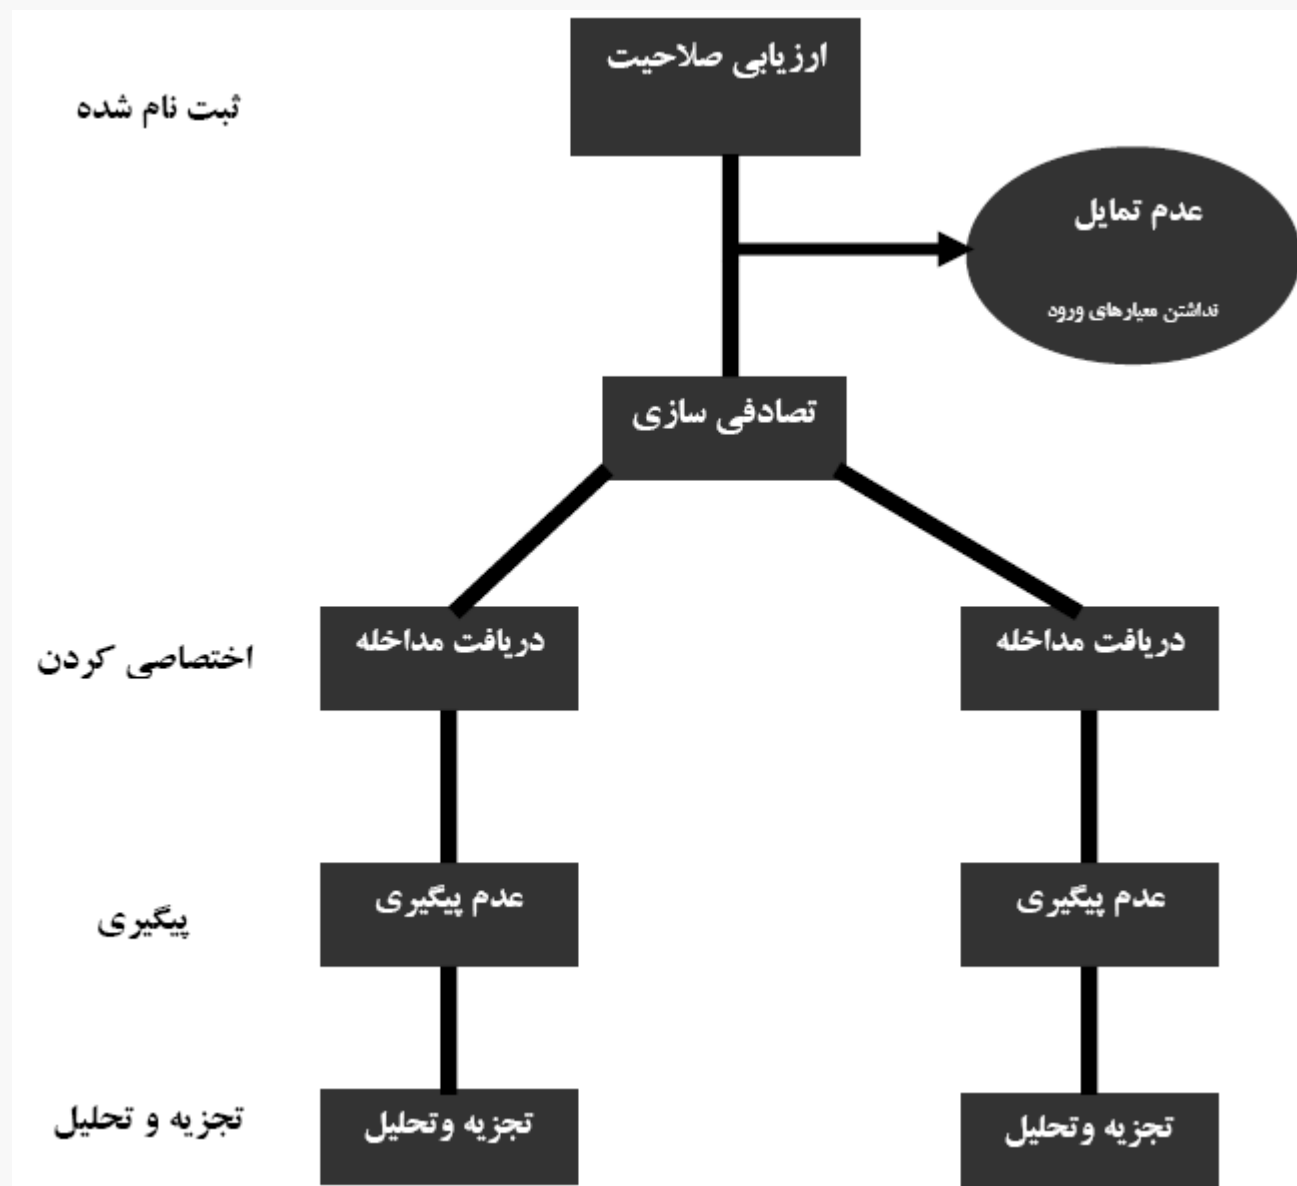 ارزیابی صلاحیت
ثبت نام شده
عدم تمایل
نداشتن معیارهای ورود
تصادفی سازی
دریافت مداخله
دریافت مداخله
اختصاصی کردن
عدم پیگیری
عدم پیگیری
پیگیری
تجزیه وتحلیل
تجزیه وتحلیل
تجزیه و تحلیل